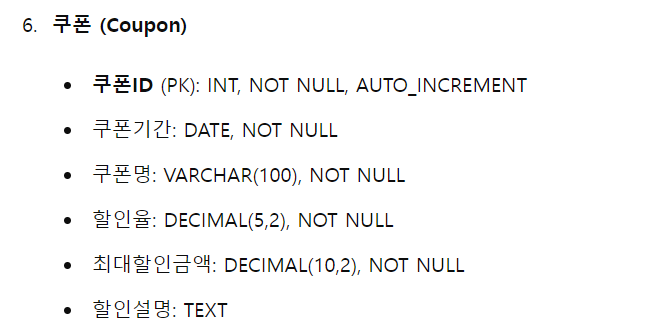 6. 쿠폰 (Coupon)
• 쿠폰ID (PK): INT, NOT NULL, AUTO_INCREMENT
• 쿠폰기간: DATE, NOT NULL
• 쿠폰명: VARCHAR(100), NOT NULL
• 할인율: DECIMAL(5,2), NOT NULL
• 최대할인금액: DECIMAL(10,2), NOT NULL
• 할인설명: TEXT